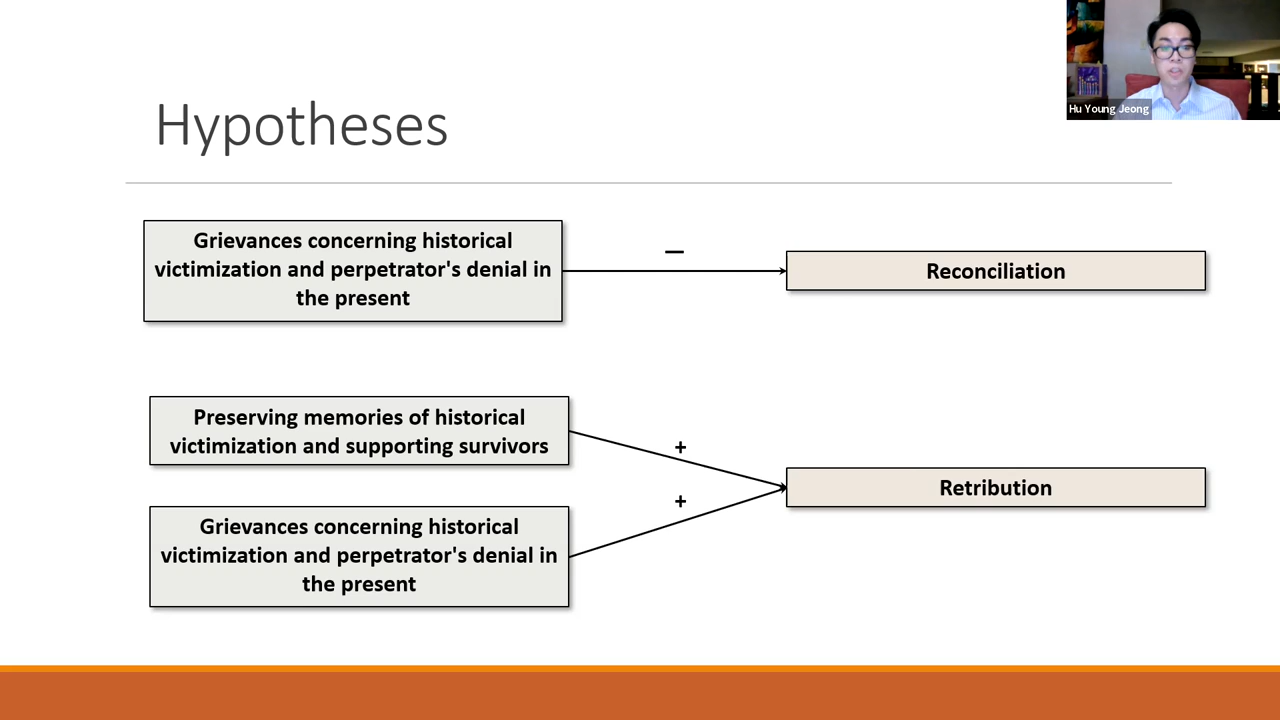 Hu Young Jeong
Hypotheses
Grievances concerning historical
victimization and perpetrator's denial in
the present
–
Reconciliation
Preserving memories of historical
victimization and supporting survivors
+
+
Retribution
Grievances concerning historical
victimization and perpetrator's denial in
the present